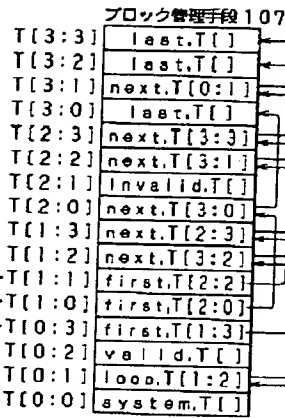 ブロック管理手段107
T[3:3] last.T[ ]
T[3:2] last.T[ ]
T[3:1] next.T[0:1]
T[3:0] last.T[ ]
T[2:3] next.T[3:3]
T[2:2] next.T[3:1]
T[2:1] Invalid.T[ ]
T[2:0] next.T[3:0]
T[1:3] next.T[2:3]
T[1:2] next.T[3:2]
T[1:1] first.T[2:2]
T[1:0] first.T[2:0]
T[0:3] first.T[1:3]
T[0:2] valid.T[ ]
T[0:1] loop.T[1:2]
T[0:0] system.T[ ]